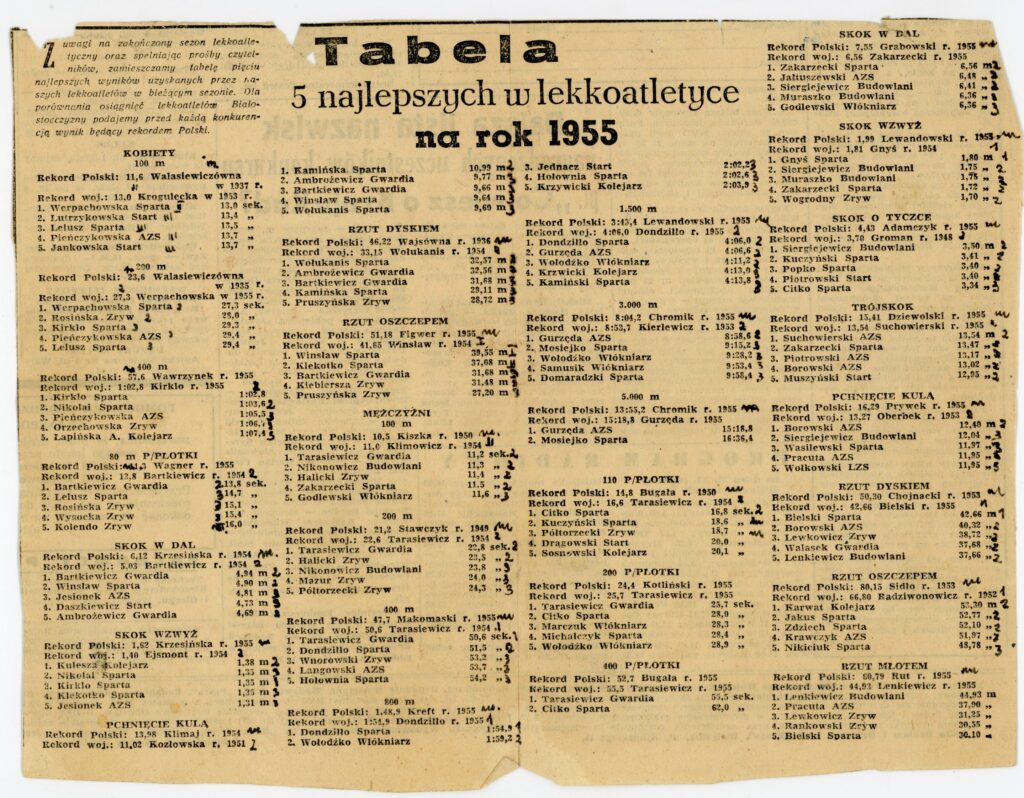 Tabela
5 najlepszych w lekkoatletyce
na rok 1955
Z uwagi na zakończony sezon lekkoatle-
tyczny oraz spełniając prośby czytel-
ników, zamieszczamy tabelę pięciu
najlepszych wyników uzyskanych przez na-
szych lekkoatletów w bieżącym sezonie. Dla
porównania osiągnięć lekkoatletów Biało-
stocczyzny podajemy przed każdą konkuren-
cją wynik będący rekordem Polski.
KOBIETY
100 m
Rekord Polski: 11,6 Walasiewiczówna
w 1937 r.
Rekord woj.: 13,0 Krogulecka w 1953 r.
1. Werpachowska Sparta 13,0 sek.
2. Lutrzykowska Start 13,4 „
3. Lelusz Sparta 13,5 „
4. Pieńczykowska AZS 13,7 „
5. Jankowska Start 13,7 „
200 m
Rekord Polski: 23,6 Walasiewiczówna
w 1935 r.
Rekord woj.: 27,3 Werpachowska w 1955 r.
1. Werpachowska Sparta 27,3 sek.
2. Rosińska Zryw 28,0 „
3. Kirkło Sparta 29,3 „
4. Pieńczykowska AZS 29,4 „
5. Lelusz Sparta 29,4 „
400 m
Rekord Polski: 57,6 Wawrzynek r. 1955
Rekord woj.: 1:02,8 Kirkło r. 1955
1. Kirkło Sparta 1:02,8
2. Nikołai Sparta 1:03,6
3. Pieńczykowska AZS 1:05,5
4. Orzechowska Zryw 1:06,7
5. Łapińska A. Kolejarz 1:07,4
80 m P/PŁOTKI
Rekord Polski: 11,3 Wagner r. 1955
Rekord woj.: 13,8 Bartkiewicz r. 1954
1. Bartkiewicz Gwardia 13,8 sek.
2. Lelusz Sparta 14,7 „
3. Rosińska Zryw 15,1 „
4. Wysocka Zryw 15,4 „
5. Kolendo Zryw 16,0 „
SKOK W DAL
Rekord Polski: 6,12 Krzesińska r. 1954
Rekord woj.: 5,03 Bartkiewicz r. 1954
1. Bartkiewicz Gwardia 4,94 m
2. Winsław Sparta 4,90 m
3. Jesionek AZS 4,81 m
4. Daszkiewicz Start 4,73 m
5. Ambrożewicz Gwardia 4,69 m
SKOK WZWYŻ
Rekord Polski: 1,62 Krzesińska r. 1955
Rekord woj.: 1,40 Ejsmont r. 1954
1. Kulesza Kolejarz 1,38 m
2. Nikołai Sparta 1,35 m
3. Kirkło Sparta 1,35 m
4. Klekotko Sparta 1,31 m
5. Jesionek AZS 1,31 m
PCHNIĘCIE KULĄ
Rekord Polski: 13,98 Klimaj r. 1954
Rekord woj.: 11,02 Kozłowska r. 1951
1. Kamińska Sparta 10,99 m
2. Ambrożewicz Gwardia 9,77 m
3. Bartkiewicz Gwardia 9,66 m
4. Winsław Sparta 9,64 m
5. Wołukanis Sparta 9,69 m
RZUT DYSKIEM
Rekord Polski: 46,22 Wajsówna r. 1936
Rekord woj.: 33,15 Wołukanis r. 1954
1. Wołukanis Sparta 32,57 m
2. Ambrożewicz Gwardia 32,56 m
3. Bartkiewicz Gwardia 31,68 m
4. Kamińska Sparta 29,11 m
5. Pruszyńska Zryw 28,72 m
RZUT OSZCZEPEM
Rekord Polski: 51,18 Figwer r. 1955
Rekord woj.: 41,65 Winsław r. 1954
1. Winsław Sparta 39,55 m
2. Klekotko Sparta 37,68 m
3. Bartkiewicz Gwardia 31,68 m
4. Klebiersza Zryw 31,48 m
5. Pruszyńska Zryw 27,20 m
MĘŻCZYŹNI
100 m
Rekord Polski: 10,5 Kiszka r. 1950
Rekord woj.: 11,0 Klimowicz r. 1954
1. Tarasiewicz Gwardia 11,2 sek.
2. Nikonowicz Budowlani 11,3 „
3. Halicki Zryw 11,4 „
4. Zakarzecki Sparta 11,5 „
5. Godlewski Włókniarz 11,6 „
200 m
Rekord Polski: 21,2 Stawczyk r. 1949
Rekord woj.: 22,6 Tarasiewicz r. 1954
1. Tarasiewicz Gwardia 22,8 sek.
2. Halicki Zryw 23,5 „
3. Nikonowicz Budowlani 23,8 „
4. Mazur Zryw 24,0 „
5. Półtorzecki Zryw 24,3 „
400 m
Rekord Polski: 47,7 Makomaski r. 1955
Rekord woj.: 50,6 Tarasiewicz r. 1954
1. Tarasiewicz Gwardia 50,6 sek.
2. Dondziłło Sparta 51,5 „
3. Wnorowski Zryw 53,2 „
4. Langowski AZS 53,7 „
5. Hołownia Sparta 54,2 „
800 m
Rekord Polski: 1.48,9 Kreft r. 1955
Rekord woj.: 1:54,9 Dondziłło r. 1955
1. Dondziłło Sparta 1:54,9
2. Wołodźko Włókniarz 1:59,2
3. Jednacz Start 2:02,2
4. Hołownia Sparta 2:02,6
5. Krzywicki Kolejarz 2:03,9
1.500 m
Rekord Polski: 3:43,4 Lewandowski r. 1955
Rekord woj.: 4:06,0 Dondziłło r. 1955
1. Dondziłło Sparta 4:06,0
2. Gurzęda AZS 4:06,6
3. Wołodźko Włókniarz 4:11,2
4. Krzwicki Kolejarz 4:13,0
5. Kamiński Sparta 4:13,8
3.000 m
Rekord Polski: 8:04,2 Chromik r. 1955
Rekord woj.: 8:53,7 Kierlewicz r. 1953
1. Gurzęda AZS 8:58,6
2. Mosiejko Sparta 9:15,2
3. Wołodźko Włókniarz 9:28,2
4. Samusik Włókniarz 9:53,4
5. Domaradzki Sparta 9:58,4
5.000 m
Rekord Polski: 13:55,2 Chromik r. 1955
Rekord woj.: 15:18,8 Gurzęda r. 1955
1. Gurzęda AZS 15:18,8
2. Mosiejko Sparta 16:36,4
110 P/PŁOTKI
Rekord Polski: 14,8 Bugała r. 1950
Rekord woj.: 16,6 Tarasiewicz r. 1954
1. Citko Sparta 16,8 sek.
2. Kuczyński Sparta 18,6 „
3. Półtorzecki Zryw 18,7 „
4. Dragowski Start 20,0 „
5. Sosnowski Kolejarz 20,1 „
200 P/PŁOTKI
Rekord Polski: 24,4 Kotliński r. 1955
Rekord woj.: 25,7 Tarasiewicz r. 1955
1. Tarasiewicz Gwardia 25,7 sek.
2. Citko Sparta 28,0 „
3. Marczuk Włókniarz 28,3 „
4. Michalczyk Sparta 28,4 „
5. Wołodźko Włókniarz 28,9 „
400 P/PŁOTKI
Rekord Polski: 52,7 Bugała r. 1955
Rekord woj.: 55,5 Tarasiewicz r. 1955
1. Tarasiewicz Gwardia 55,5 sek.
2. Citko Sparta 62,0 „
SKOK W DAL
Rekord Polski: 7,55 Grabowski r. 1955
Rekord woj.: 6,56 Zakarzecki r. 1955
1. Zakarzecki Sparta 6,56 m
2. Jałtuszewski AZS 6,48 „
3. Siergiejewicz Budowlani 6,41 „
4. Muraszko Budowlani 6,36 „
5. Godlewski Włókniarz 6,36 „
SKOK WZWYŻ
Rekord Polski: 1,99 Lewandowski r. 1953
Rekord woj.: 1,81 Gnyś r. 1954
1. Gnyś Sparta 1,80 m
2. Siergiejewicz Budowlani 1,75 „
3. Muraszko Budowlani 1,75 „
4. Zakarzecki Sparta 1,72 „
5. Wogrodny Zryw 1,70 „
SKOK O TYCZCE
Rekord Polski: 4,43 Adamczyk r. 1955
Rekord woj.: 3,70 Groman r. 1948
1. Siergiejewicz Budowlani 3,50 m
2. Kuczyński Sparta 3,41 „
3. Popko Sparta 3,40 „
4. Piotrowski Start 3,40 „
5. Citko Sparta 3,34 „
TRÓJSKOK
Rekord Polski: 15,41 Dziewolski r. 1955
Rekord woj.: 13,54 Suchowierski r. 1955
1. Suchowierski AZS 13,54 m
2. Zakarzecki Sparta 13,47 „
3. Piotrowski AZS 13,17 „
4. Borowski AZS 13,02 „
5. Muszyński Start 12,95 „
PCHNIĘCIE KULĄ
Rekord Polski: 16,29 Prywer r. 1955
Rekord woj.: 13,27 Oberbek r. 1953
1. Borowski AZS 12,40 m
2. Siergiejewicz Budowlani 12,04 „
3. Wasilewski Sparta 11,97 „
4. Pracuta AZS 11,95 „
5. Wołkowski LZS 11,95 „
RZUT DYSKIEM
Rekord Polski: 50,30 Chojnacki r. 1953
Rekord woj.: 42,66 Bielski r. 1955
1. Bielski Sparta 42,66 m
2. Borowski AZS 40,32 „
3. Lewkowicz Zryw 38,72 „
4. Walasek Gwardia 37,68 „
5. Lenkiewicz Budowlani 37,66 „
RZUT OSZCZEPEM
Rekord Polski: 80,15 Sidło r. 1953
Rekord woj.: 66,80 Radziwonowicz r. 1952
1. Karwat Kolejarz 53,30 m
2. Jakus Sparta 52,77 „
3. Zdziech Sparta 52,10 „
4. Krawczyk AZS 51,97 „
5. Nikiciuk Sparta 48,78 „
RZUT MŁOTEM
Rekord Polski: 60,79 Rut r. 1955
Rekord woj.: 44,93 Lenkiewicz r. 1955
1. Lenkiewicz Budowlani 44,93 m
2. Pracuta AZS 37,90 „
3. Lewkowicz Zryw 31,25 „
4. Rankowski Zryw 30,55 „
5. Bielski Sparta 30,10 „